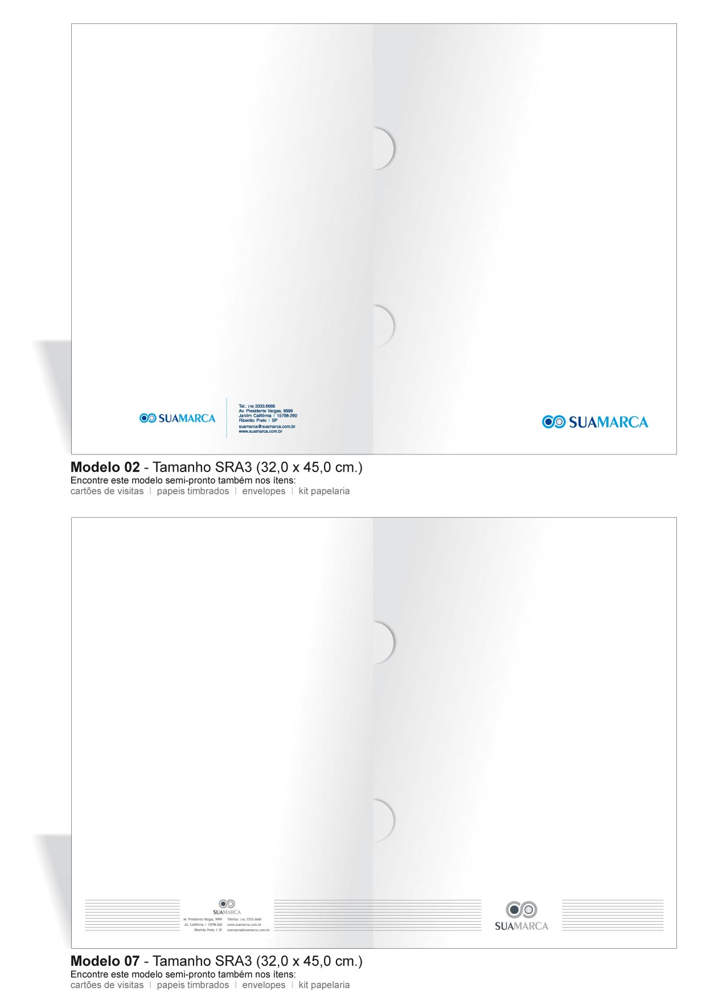 SUAMARCA
Tel.: (16) 3333.6666
Av. Presidente Vargas, 9999
Jardim Califórnia | 15798-260
Ribeirão Preto | SP
suamarca@suamarca.com.br
www.suamarca.com.br
SUAMARCA
Modelo 02 - Tamanho SRA3 (32,0 x 45,0 cm.)
Encontre este modelo semi-pronto também nos ítens:
cartões de visitas | papeis timbrados | envelopes | kit papelaria
SUAMARCA
Av. Presidente Vargas, 9999 Telefax: (16) 3333.6666
Jd. Califórnia | 15798-260 www.suamarca.com.br
Ribeirão Preto | SP suamarca@suamarca.com.br
SUAMARCA
Modelo 07 - Tamanho SRA3 (32,0 x 45,0 cm.)
Encontre este modelo semi-pronto também nos ítens:
cartões de visitas | papeis timbrados | envelopes | kit papelaria